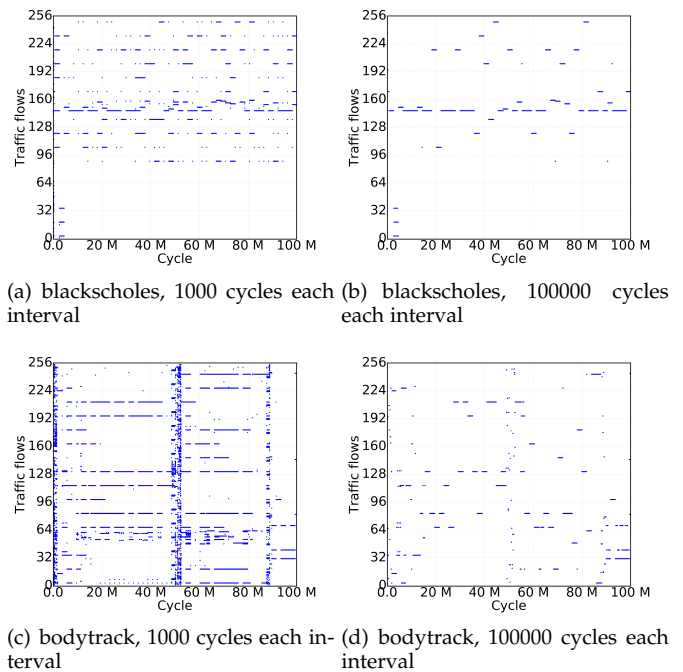 256
224
192
160
128
96
64
32
0
Traffic flows
0.0 20 M 40 M 60 M 80 M 100 M
Cycle
256
224
192
160
128
96
64
32
0
Traffic flows
0.0 20 M 40 M 60 M 80 M 100 M
Cycle
(a) blackscholes, 1000 cycles each
interval
(b) blackscholes, 100000 cycles
each interval
256
224
192
160
128
96
64
32
0
Traffic flows
0.0 20 M 40 M 60 M 80 M 100 M
Cycle
256
224
192
160
128
96
64
32
0
Traffic flows
0.0 20 M 40 M 60 M 80 M 100 M
Cycle
(c) bodytrack, 1000 cycles each in-
terval
(d) bodytrack, 100000 cycles each
interval